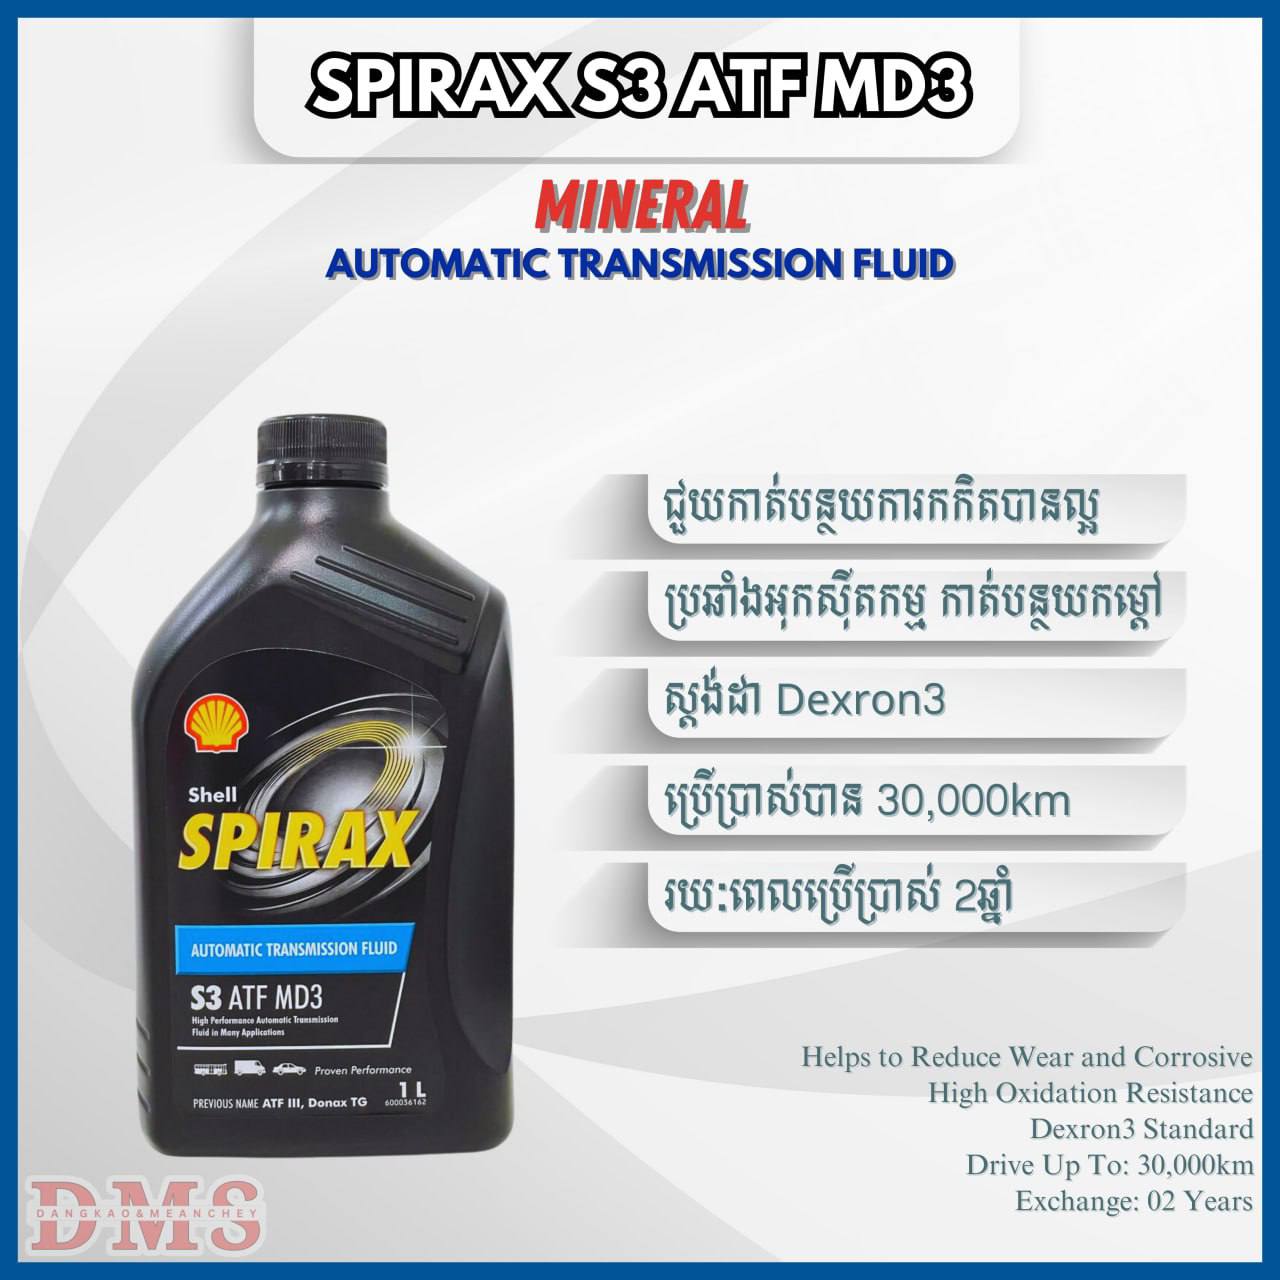 SPIRAX S3 ATF MD3
MINERAL
AUTOMATIC TRANSMISSION FLUID
ជួយកាត់បន្ថយការកកិតបានល្អ
ប្រឆាំងអុកស៊ីតកម្ម កាត់បន្ថយកម្ដៅ
ស្តង់ដា Dexron3
ប្រើប្រាស់បាន 30,000km
រយៈពេលប្រើប្រាស់ 2ឆ្នាំ
Shell
SPIRAX
AUTOMATIC TRANSMISSION FLUID
S3 ATF MD3
High Performance Automatic Transmission
Fluid in Many Applications
Proven Performance
1 L
600036162
PREVIOUS NAME ATF III, Donax TG
Helps to Reduce Wear and Corrosive
High Oxidation Resistance
Dexron3 Standard
Drive Up To: 30,000km
Exchange: 02 Years
DMS
DANGKAO&MEANCHEY